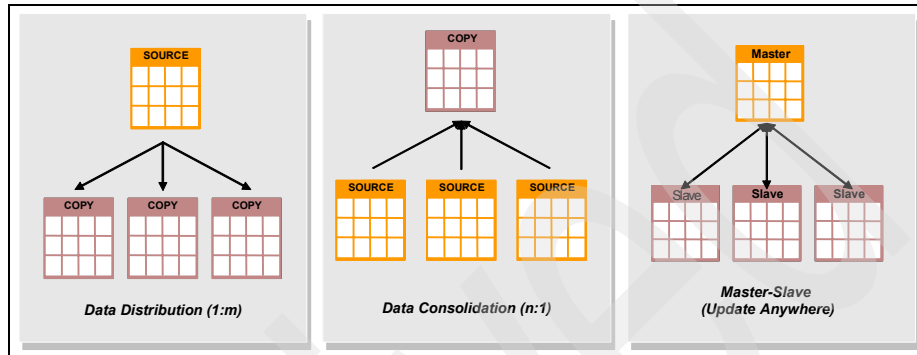 SOURCE
COPY
COPY
COPY
Data Distribution (1:m)
COPY
SOURCE
SOURCE
SOURCE
Data Consolidation (n:1)
Master
Slave
Slave
Slave
Master-Slave
(Update Anywhere)